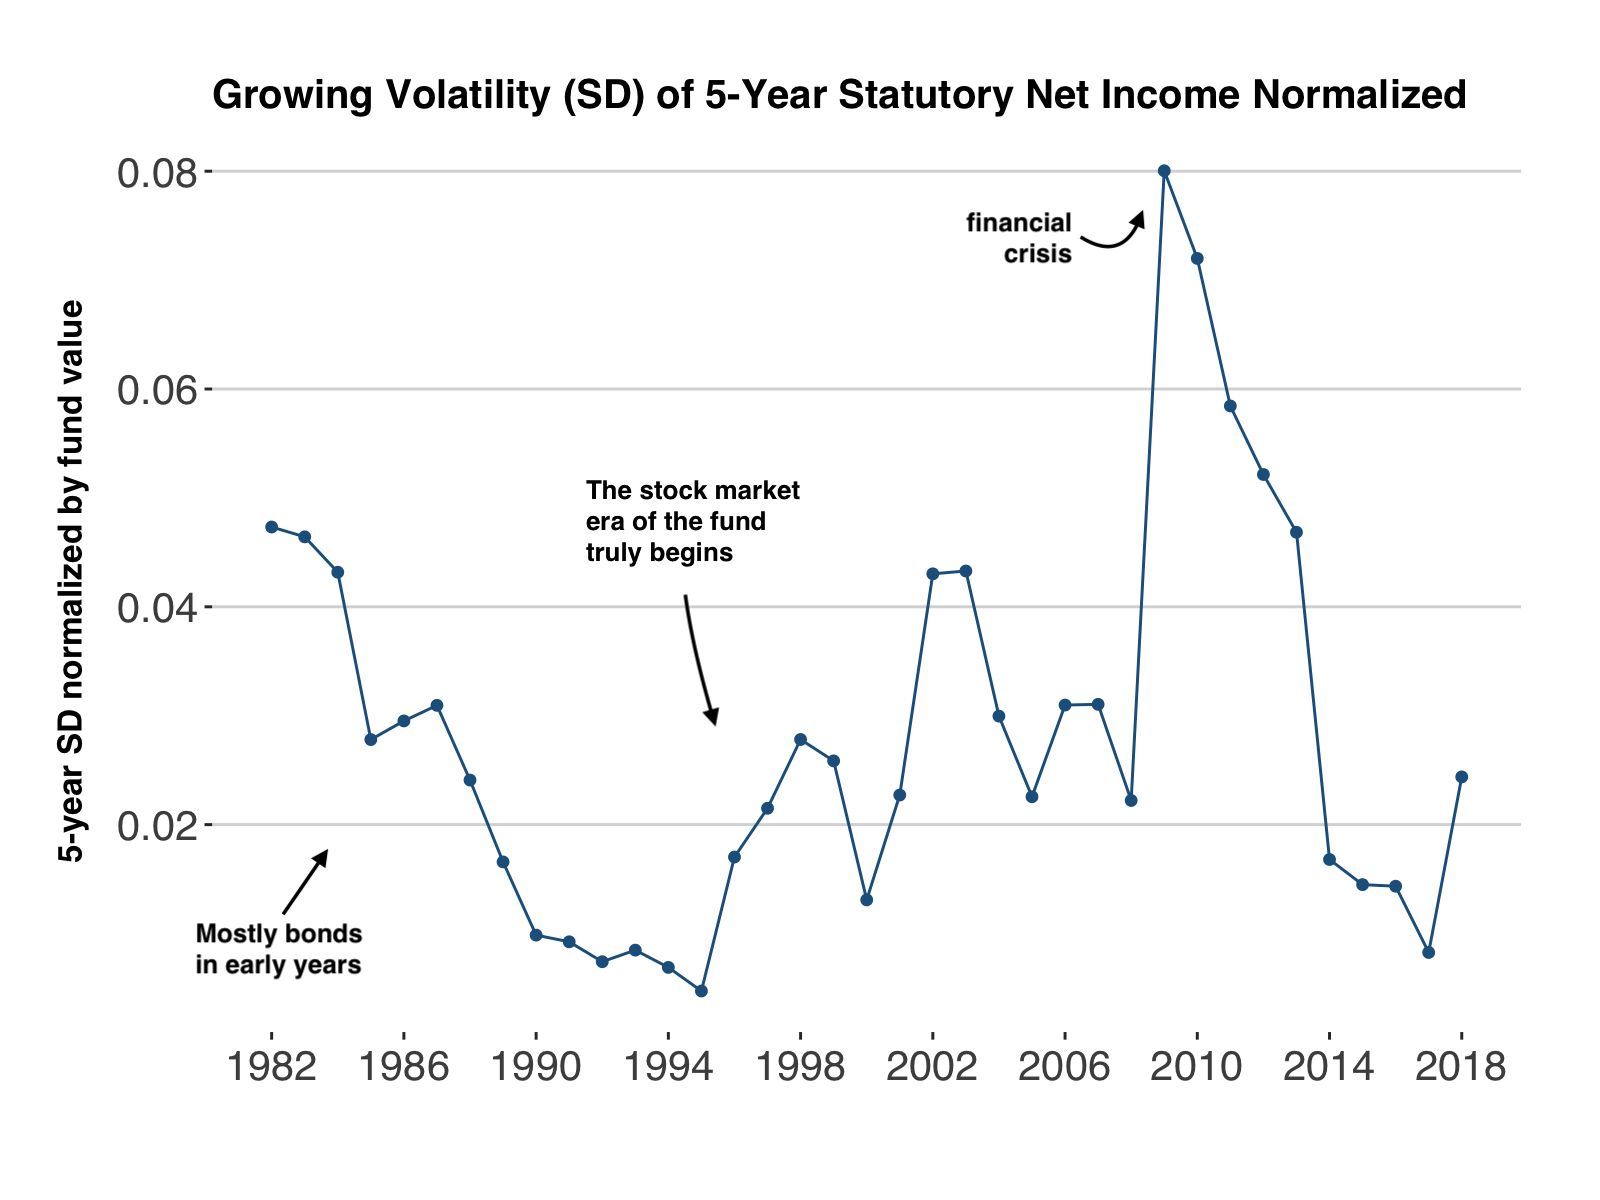 Growing Volatility (SD) of 5-Year Statutory Net Income Normalized
5-year SD normalized by fund value
0.08
0.06
0.04
0.02
financial
crisis
The stock market
era of the fund
truly begins
Mostly bonds
in early years
1982 1986 1990 1994 1998 2002 2006 2010 2014 2018